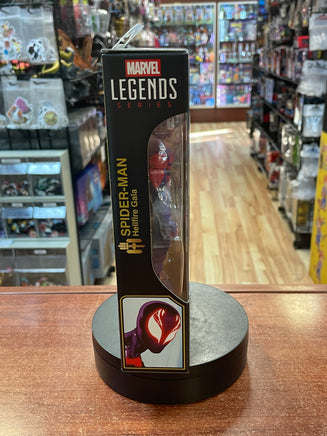 MARVEL
LEGENDS
SERIES
SPIDER-MAN
Hellfire Gala